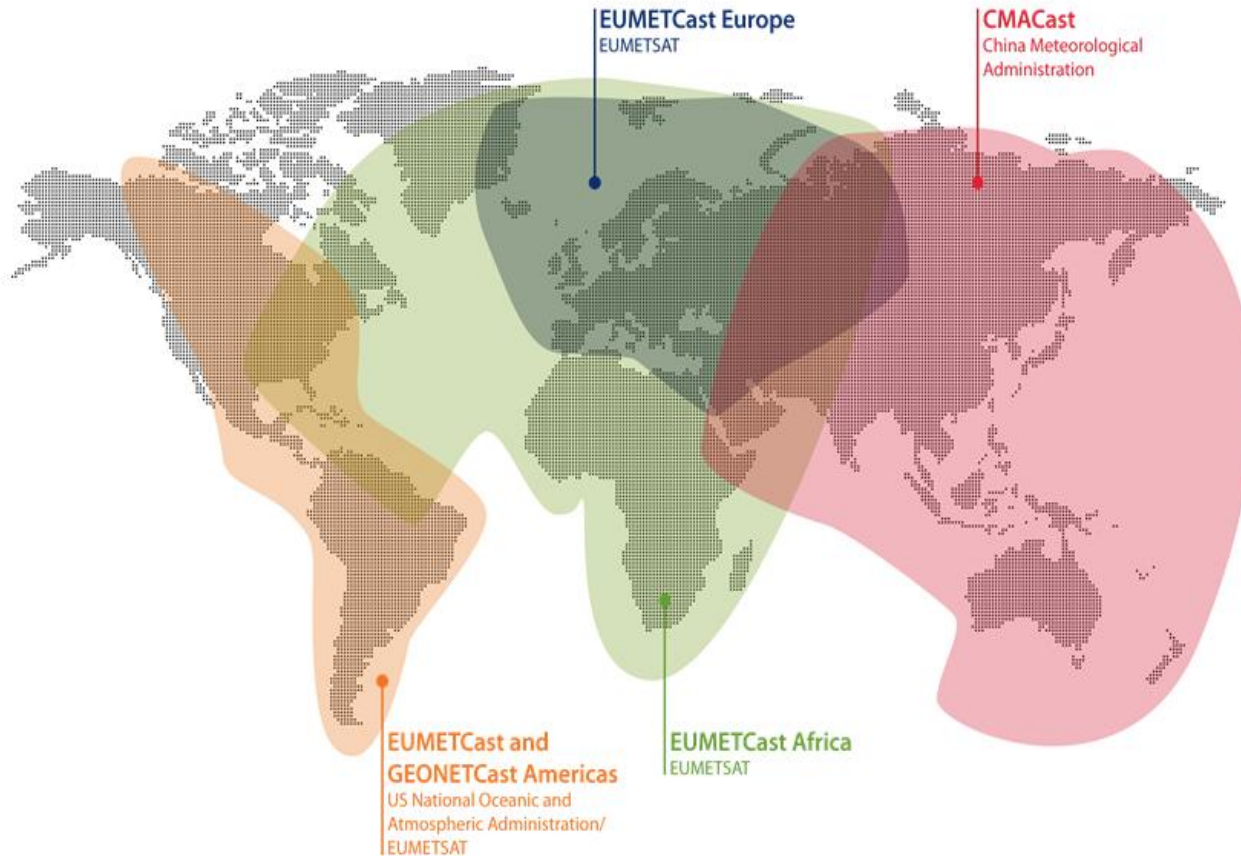 EUMETCast Europe
EUMETSAT
CMACast
China Meteorological
Administration
EUMETCast and
GEONETCast Americas
US National Oceanic and
Atmospheric Administration/
EUMETSAT
EUMETCast Africa
EUMETSAT